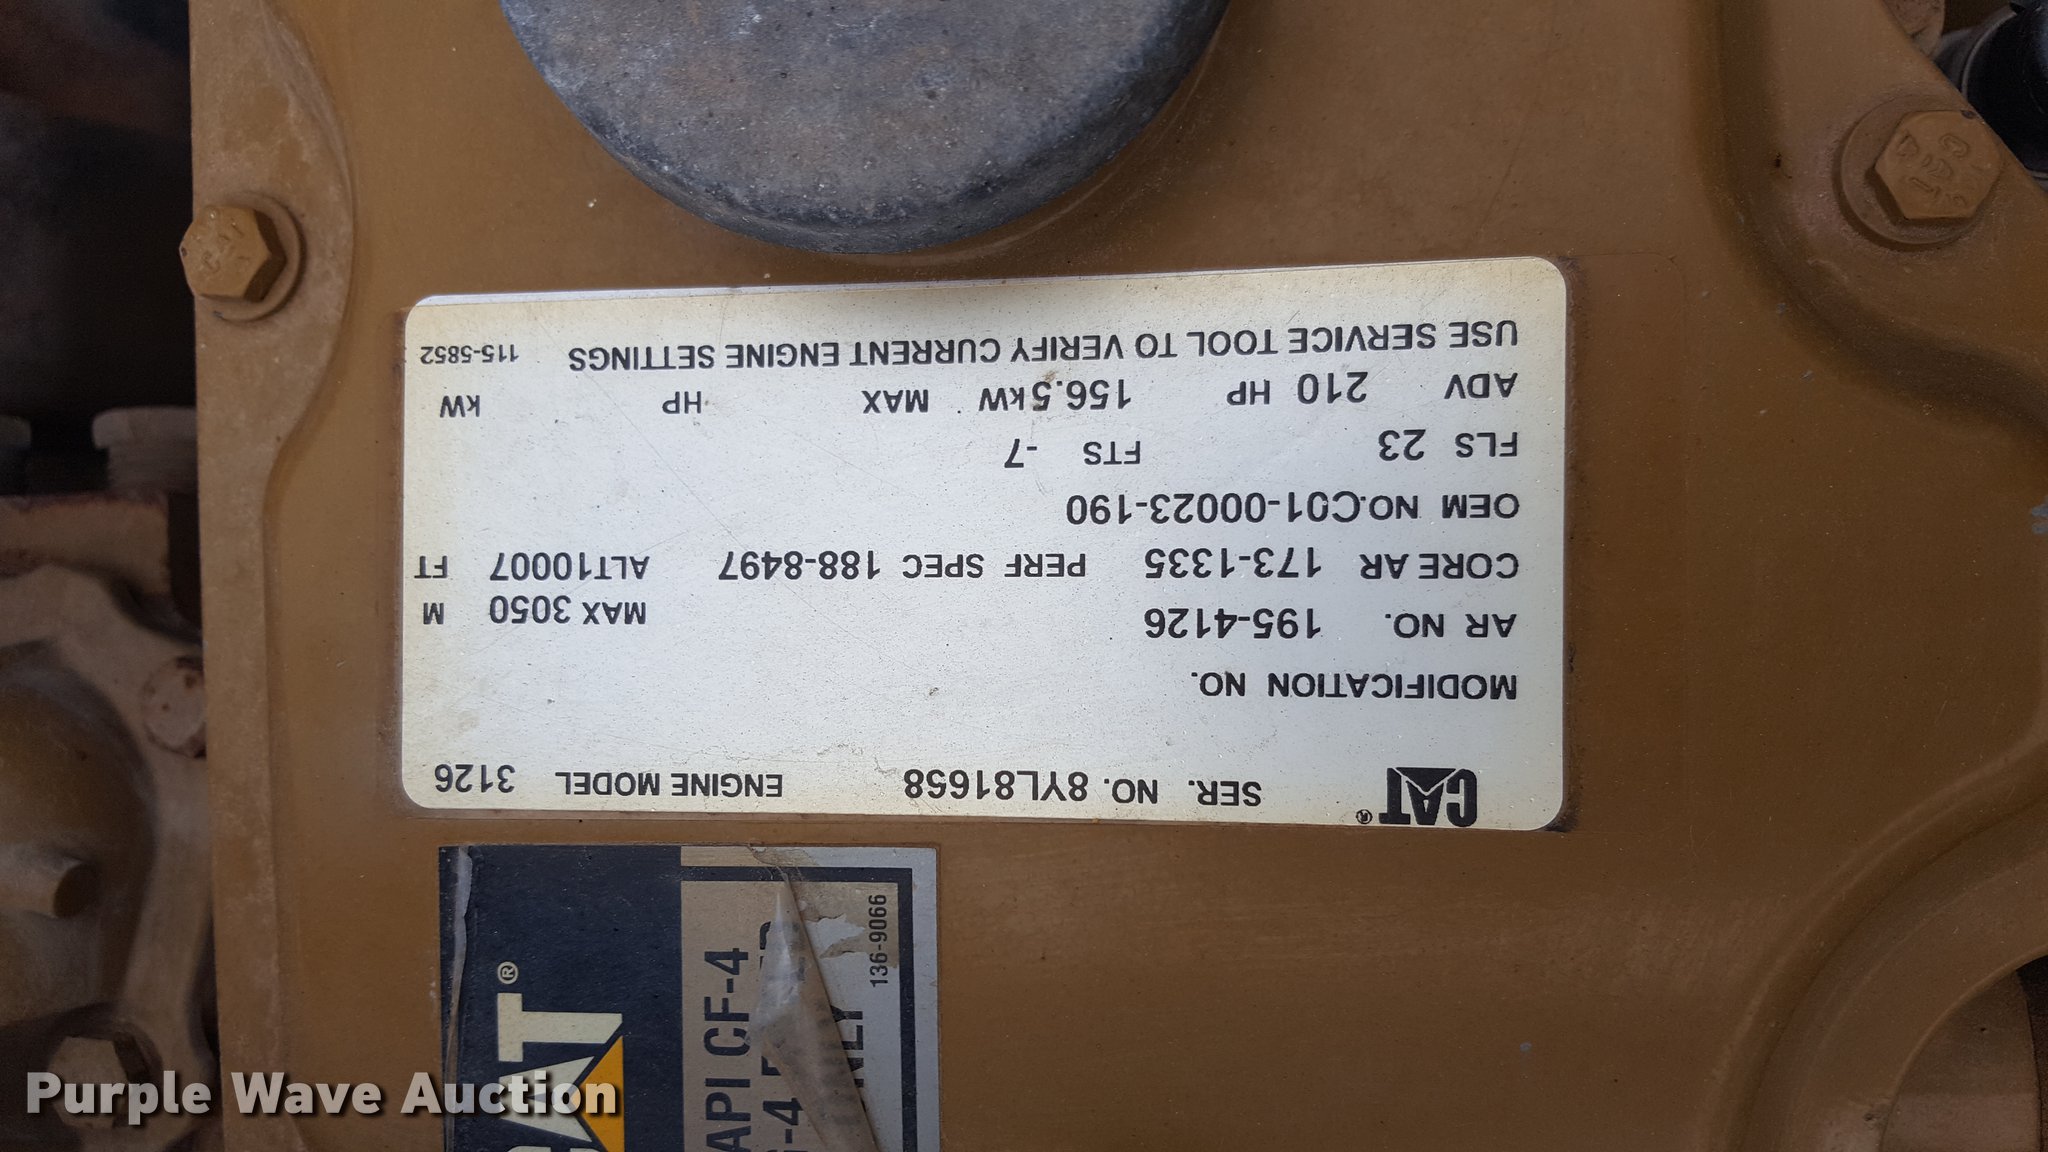 CAT® SER. NO. 8YL81658 ENGINE MODEL 3126
MODIFICATION NO.
AR NO. 195-4126 MAX 3050 M
CORE AR 173-1335 PERF SPEC 188-8497 ALT10007 FT
OEM NO.C01-00023-190
FLS 23 FTS -7
ADV 210 HP 156.5kW MAX HP kW
USE SERVICE TOOL TO VERIFY CURRENT ENGINE SETTINGS 115-5852
CAT®
API CF-4
136-9066
Purple Wave Auction